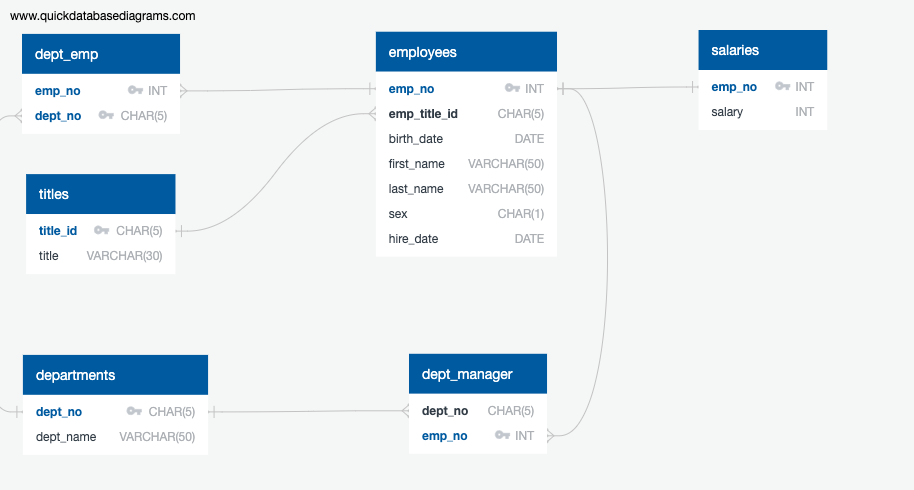 www.quickdatabasediagrams.com
dept_emp
emp_no INT
dept_no CHAR(5)
employees
emp_no INT
emp_title_id CHAR(5)
birth_date DATE
first_name VARCHAR(50)
last_name VARCHAR(50)
sex CHAR(1)
hire_date DATE
salaries
emp_no INT
salary INT
titles
title_id CHAR(5)
title VARCHAR(30)
departments
dept_no CHAR(5)
dept_name VARCHAR(50)
dept_manager
dept_no CHAR(5)
emp_no INT